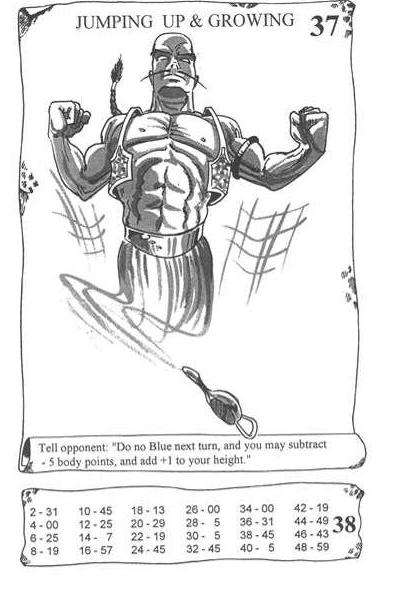 JUMPING UP & GROWING 37
Tell opponent: "Do no Blue next turn, and you may subtract
- 5 body points, and add +1 to your height."
2 - 31 10 - 45 18 - 13 26 - 00 34 - 00 42 - 19
4 - 00 12 - 25 20 - 29 28 - 5 36 - 31 44 - 49 38
6 - 25 14 - 7 22 - 19 30 - 5 38 - 45 46 - 43
8 - 19 16 - 57 24 - 45 32 - 45 40 - 5 48 - 59